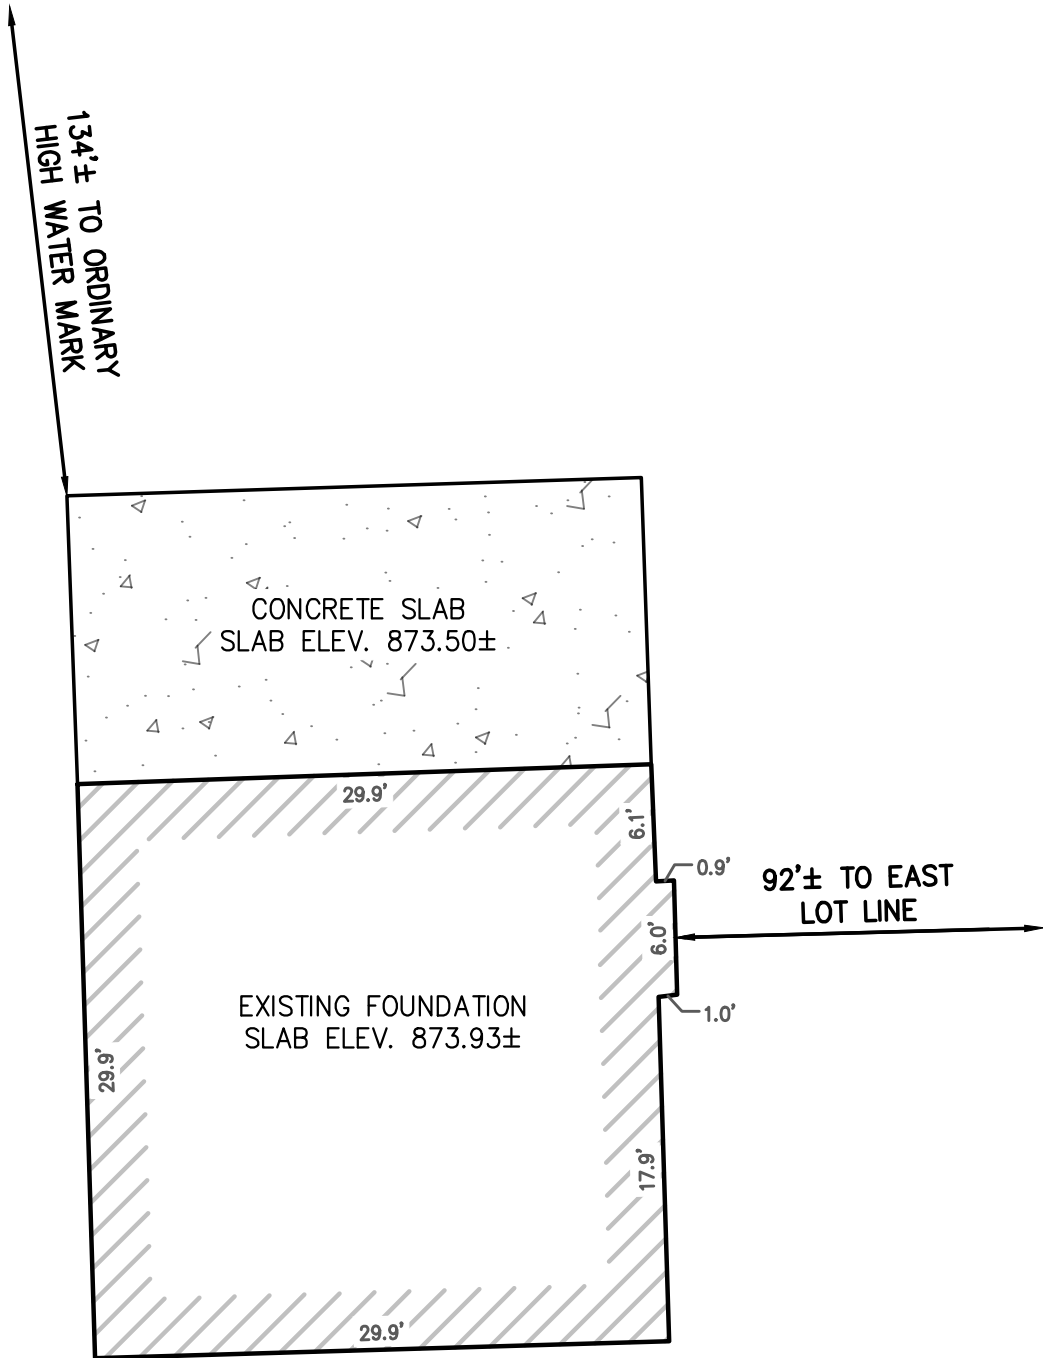 134'± TO ORDINARY
HIGH WATER MARK
CONCRETE SLAB
SLAB ELEV. 873.50±
29.9'
6.1'
0.9'
92'± TO EAST
LOT LINE
6.0'
1.0'
EXISTING FOUNDATION
SLAB ELEV. 873.93±
29.9'
17.9'
29.9'